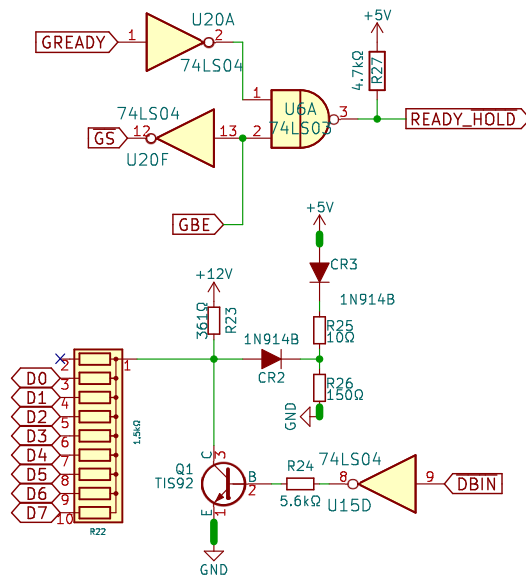 U20A
+5V
GREADY
1
2
74LS04
4.7kΩ
R27
1
U6A
3
READY_H̅O̅L̅D̅
74LS04
74LS03
G̅S̅
12
13
2
U20F
GBE
+5V
CR3
+12V
1N914B
361Ω
R23
1N914B
R25
10Ω
CR2
R26
150Ω
GND
1
2
D0
3
D1
4
D2
5
D3
6
D4
7
D5
8
D6
9
D7
10
1.5kΩ
R22
C
3
Q1
TIS92
B
2
E
1
GND
R24
5.6kΩ
74LS04
8
9
D̅B̅I̅N̅
U15D